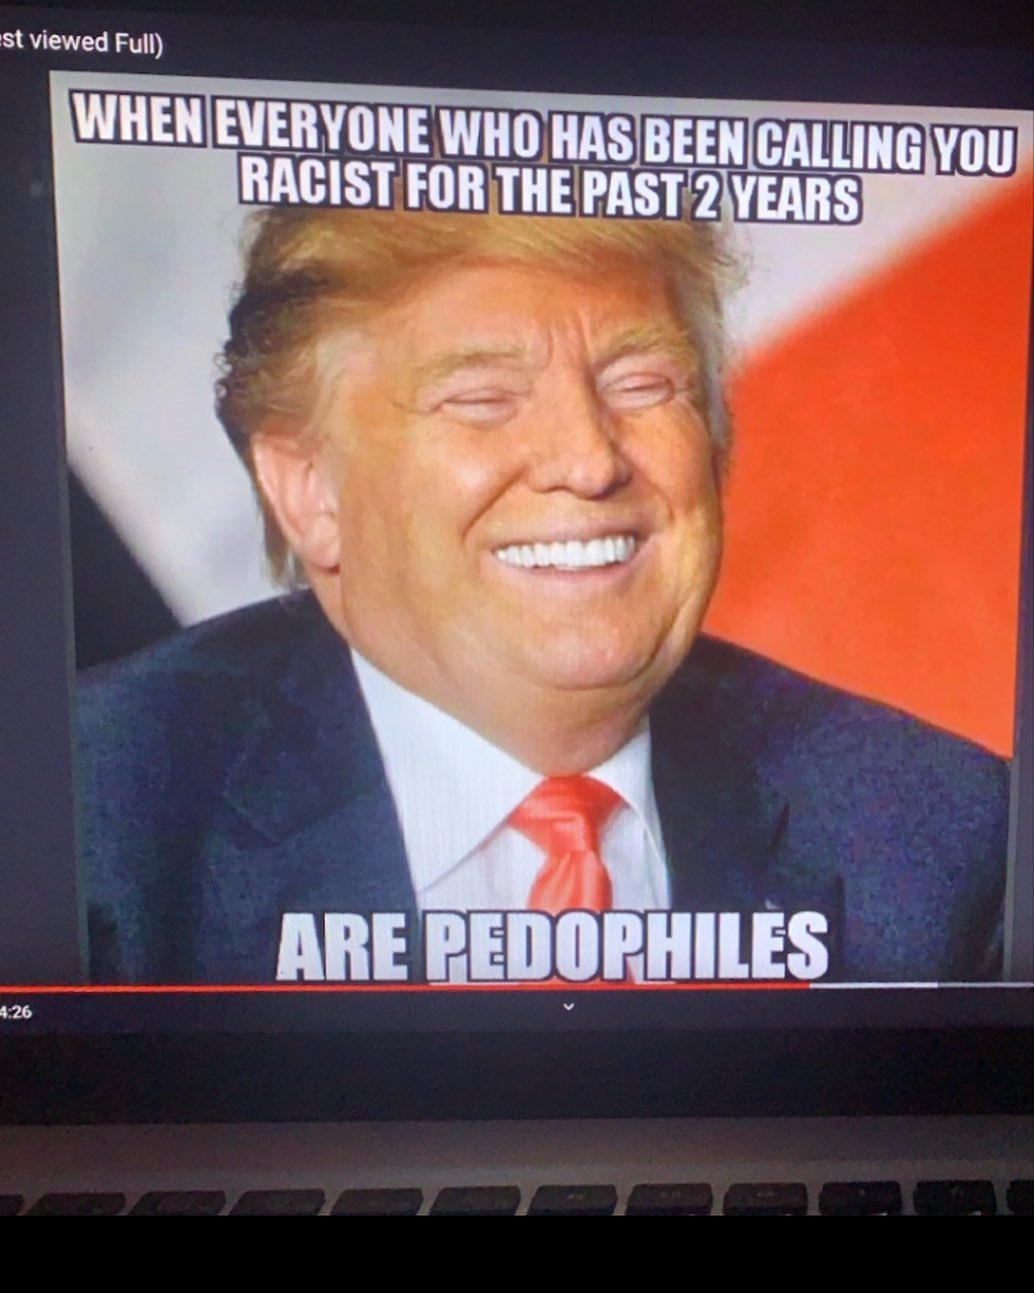 st viewed Full)
WHEN EVERYONE WHO HAS BEEN CALLING YOU
RACIST FOR THE PAST 2 YEARS
ARE PEDOPHILES
4:26